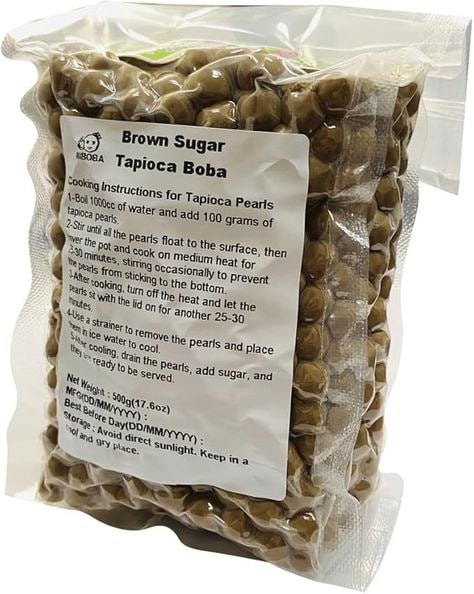 HIBOBA
Brown Sugar
Tapioca Boba
Cooking Instructions for Tapioca Pearls
1-Boil 1000cc of water and add 100 grams of
tapioca pearls.
2-Stir until all the pearls float to the surface, then
the pot and cook on medium heat for
minutes, stirring occasionally to prevent
the pearls from sticking to the bottom.
3-After cooking, turn off the heat and let the
pearls sit with the lid on for another 25-30
minutes.
4-Use a strainer to remove the pearls and place
them in ice water to cool.
5-After cooling, drain the pearls, add sugar, and
they are ready to be served.
Net Weight : 500g(17.6oz)
MFG(DD/MM/YYYY) :
Best Before Day(DD/MM/YYYY) :
Storage : Avoid direct sunlight. Keep in a
cool and gry place.